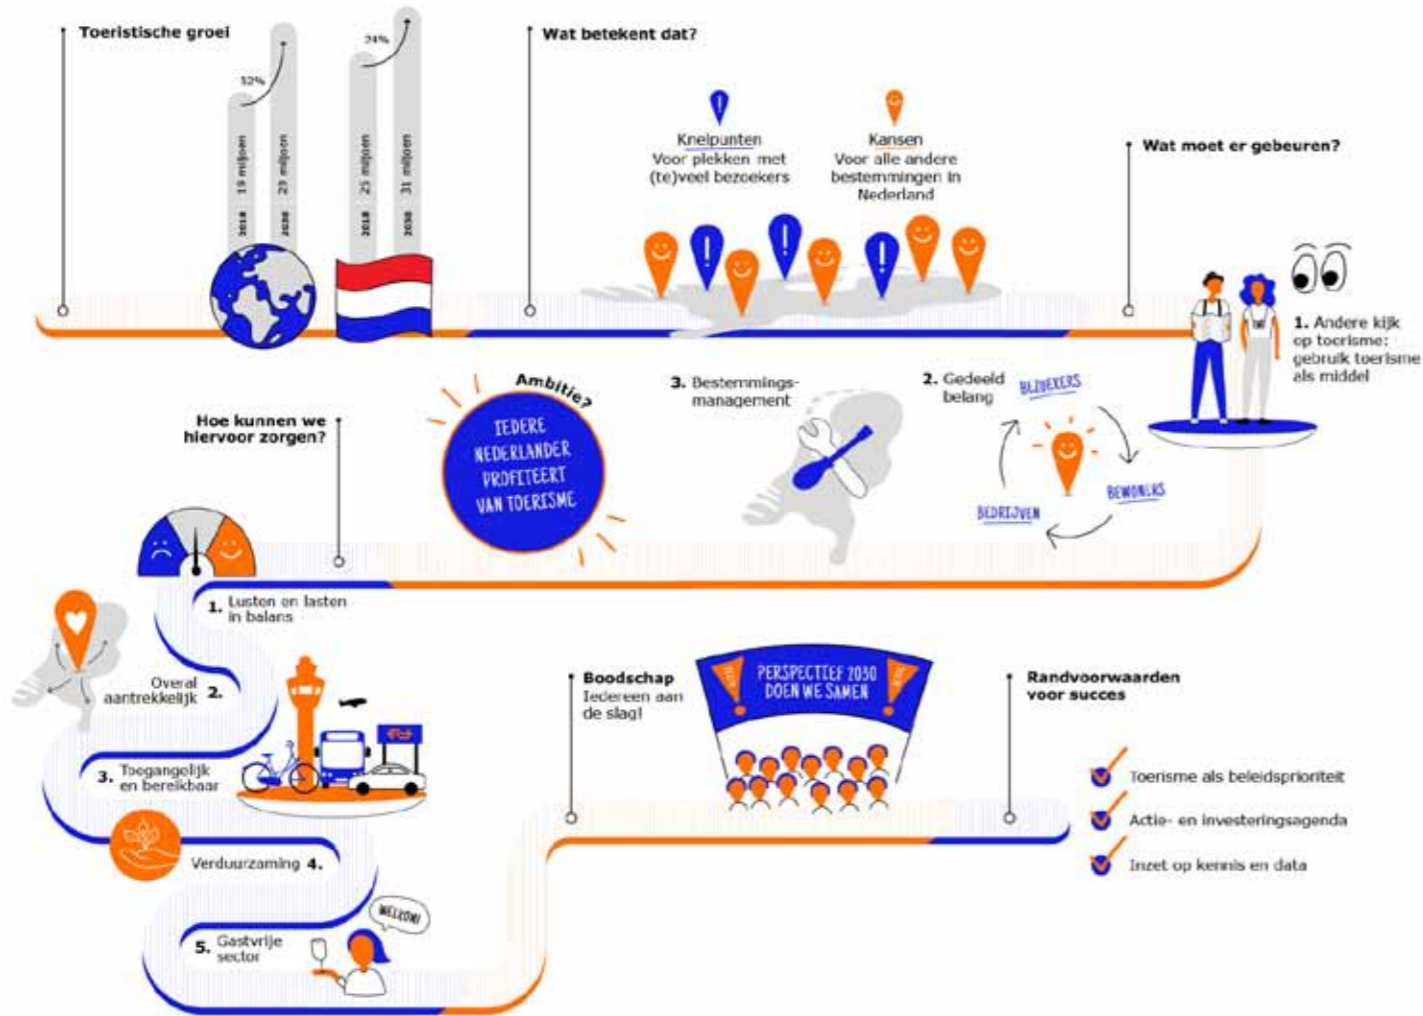 Toeristische groei
52%
24%
2018 19 miljoen
2030 29 miljoen
2018 25 miljoen
2030 31 miljoen
Wat betekent dat?
Knelpunten
Voor plekken met
(te)veel bezoekers
Kansen
Voor alle andere
bestemmingen in
Nederland
Wat moet er gebeuren?
1. Andere kijk
op toerisme:
gebruik toerisme
als middel
2. Gedeeld
belang
BEZOEKERS
BEWONERS
BEDRIJVEN
3. Bestemmings-
management
Ambitie?
IEDERE
NEDERLANDER
PROFITEERT
VAN TOERISME
Hoe kunnen we
hiervoor zorgen?
1. Lusten en lasten
in balans
Overal
aantrekkelijk 2.
3. Toegangelijk
en bereikbaar
Verduurzaming 4.
5. Gastvrije
sector
WELKOM!
Boodschap
Iedereen aan
de slag!
PERSPECTIEF 2030
DOEN WE SAMEN
Randvoorwaarden
voor succes
Toerisme als beleidsprioriteit
Actie- en investeringsagenda
Inzet op kennis en data